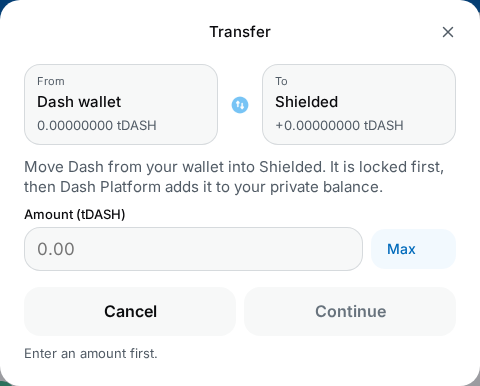 Transfer
From
Dash wallet
0.00000000 tDASH
To
Shielded
+0.00000000 tDASH
Move Dash from your wallet into Shielded. It is locked first,
then Dash Platform adds it to your private balance.
Amount (tDASH)
0.00
Max
Cancel
Continue
Enter an amount first.